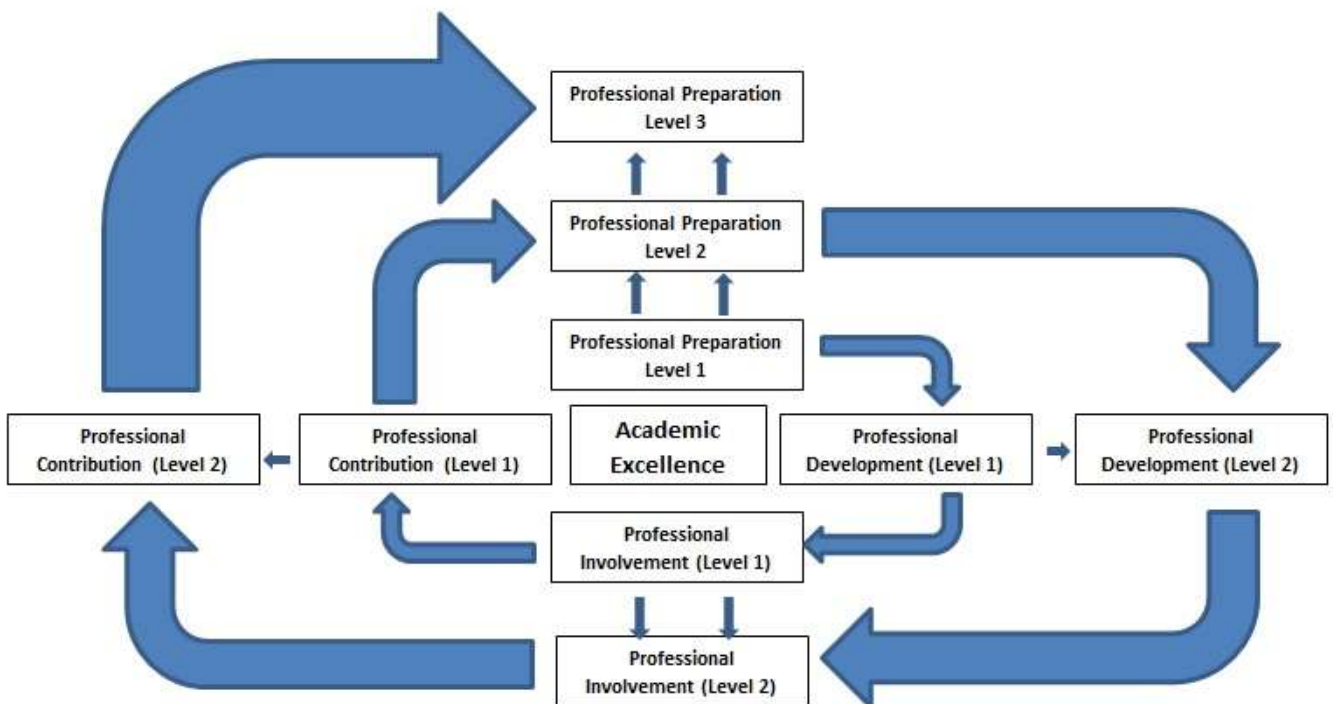 Professional Preparation
Level 3
Professional Preparation
Level 2
Professional Preparation
Level 1
Professional
Contribution (Level 2)
Professional
Contribution (Level 1)
Academic
Excellence
Professional
Development (Level 1)
Professional
Development (Level 2)
Professional
Involvement (Level 1)
Professional
Involvement (Level 2)